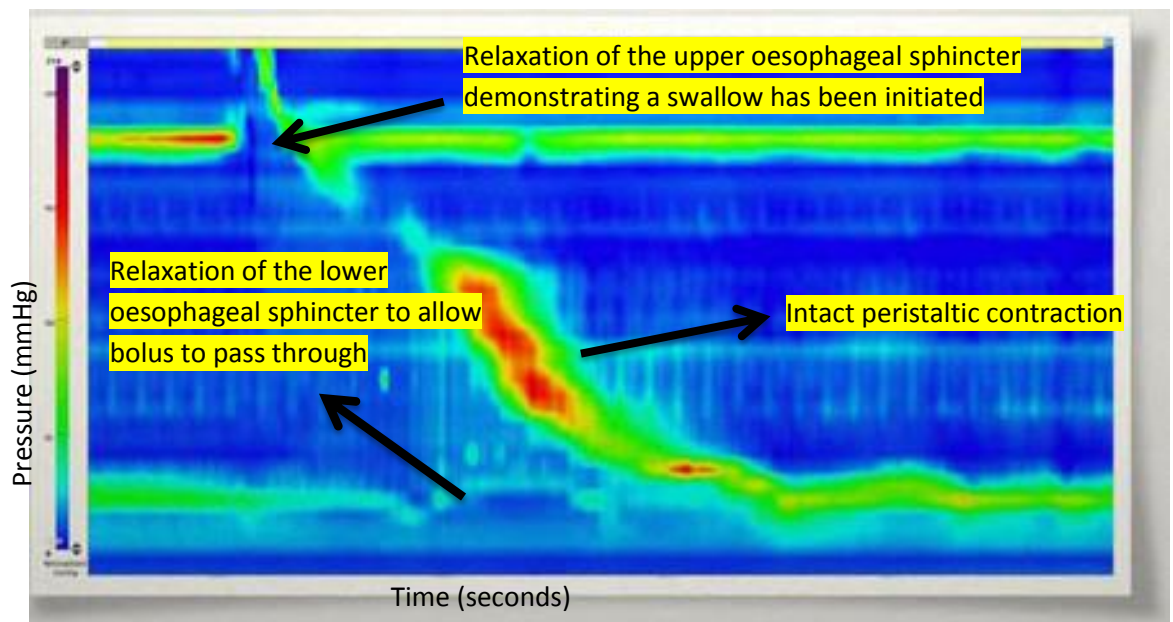 Relaxation of the upper oesophageal sphincter
demonstrating a swallow has been initiated
Relaxation of the lower
oesophageal sphincter to allow
bolus to pass through
Intact peristaltic contraction
Pressure (mmHg)
Time (seconds)